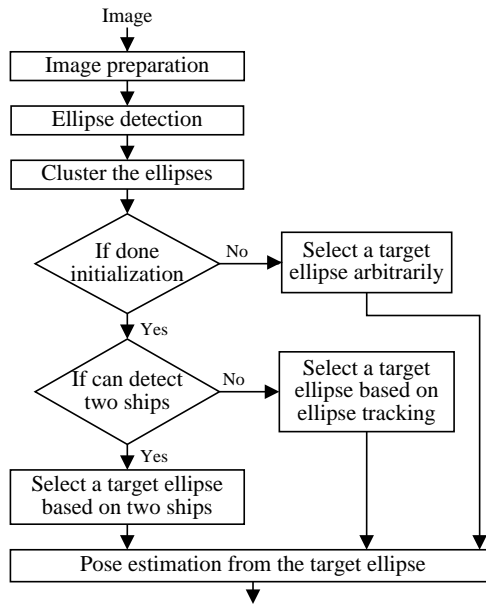 Image
Image preparation
Ellipse detection
Cluster the ellipses
If done
initialization
No
Select a target
ellipse arbitrarily
Yes
If can detect
two ships
No
Select a target
ellipse based on
ellipse tracking
Yes
Select a target ellipse
based on two ships
Pose estimation from the target ellipse